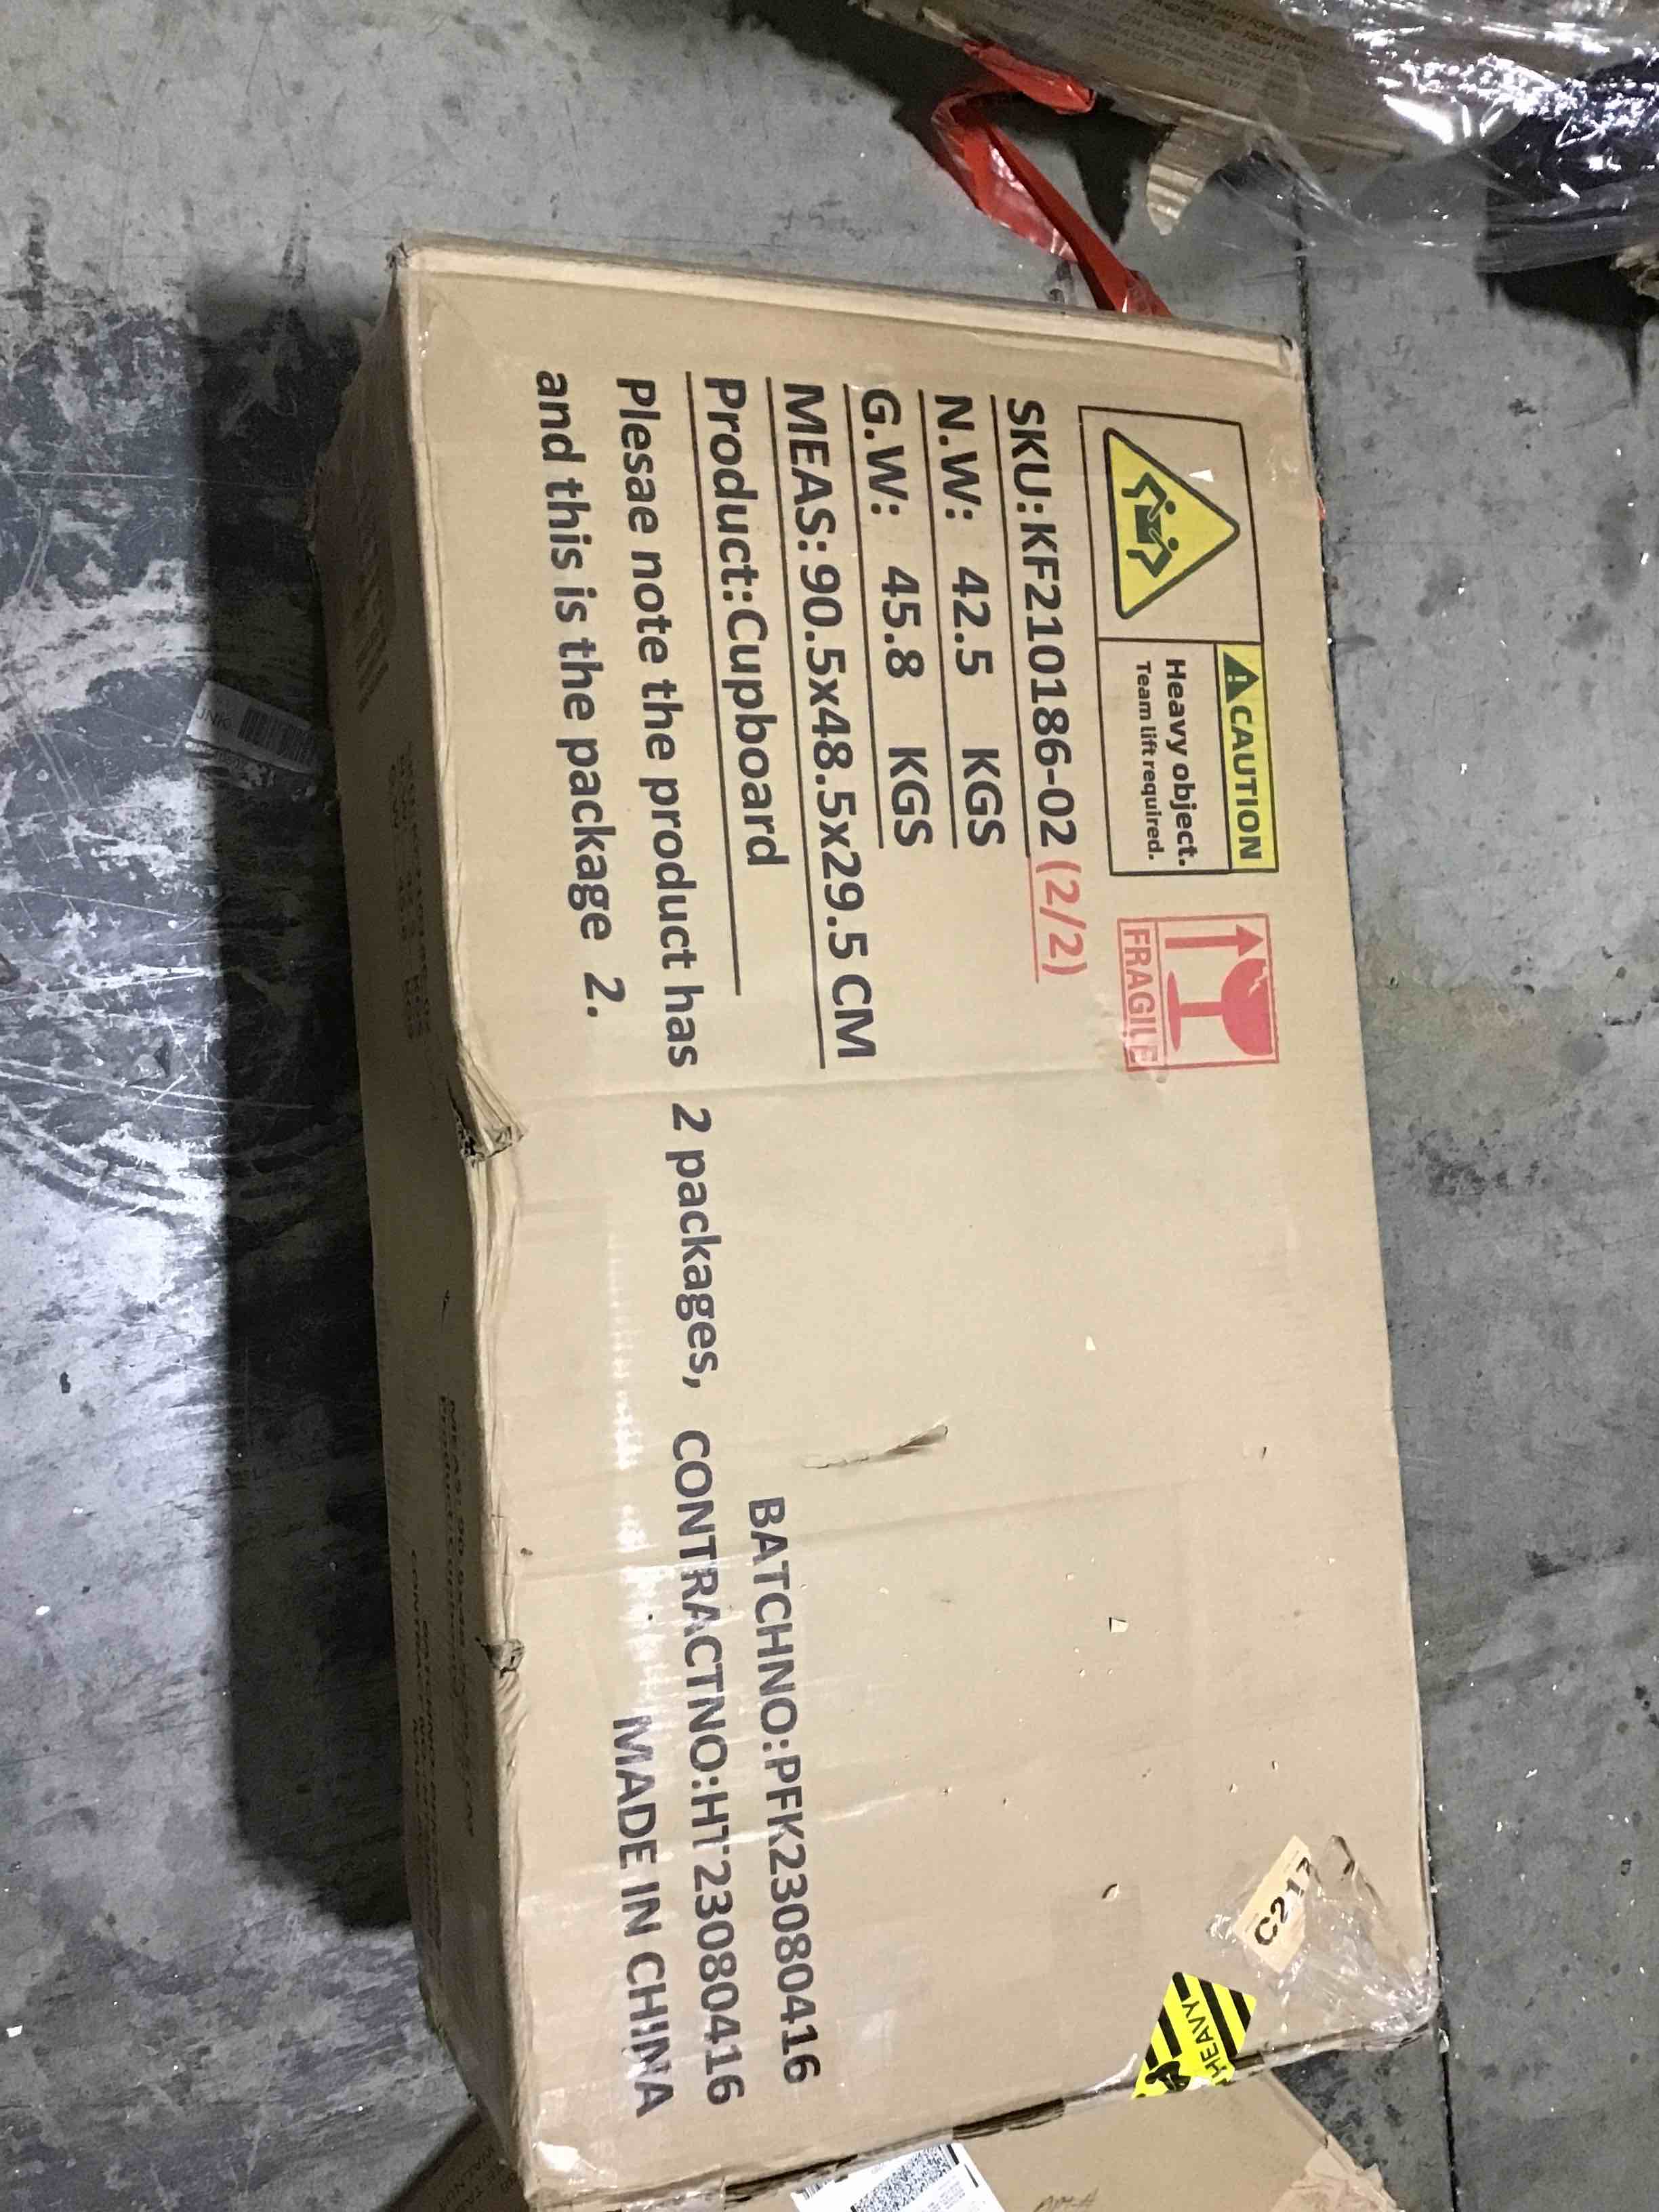 CAUTION
Heavy object.
Team lift required.
FRAGILE
SKU:KF210186-02 (2/2)
N.W: 42.5 KGS
G.W: 45.8 KGS
MEAS:90.5x48.5x29.5 CM
Product:Cupboard
BATCHNO:PFK23080416
Plesae note the product has 2 packages, CONTRACTNO:HT23080416
and this is the package 2. MADE IN CHINA
HEAVY